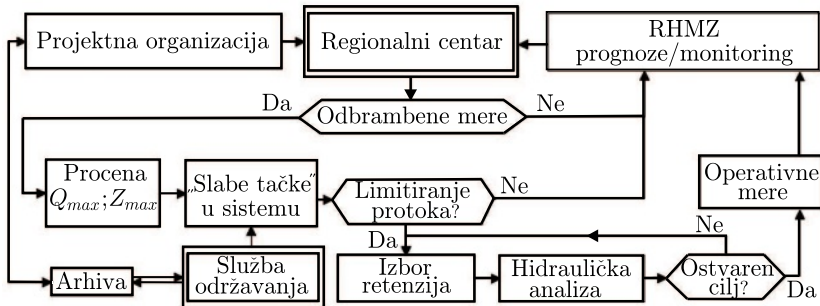 Projektna organizacija
Regionalni centar
RHMZ
prognoze/monitoring
Da
Odbrambene mere
Ne
Procena
Qmax;Zmax
„Slabe tačke”
u sistemu
Limitiranje
protoka?
Ne
Operativne
mere
Da
Ne
Arhiva
Služba
održavanja
Izbor
retenzija
Hidraulička
analiza
Ostvaren
cilj?
Da